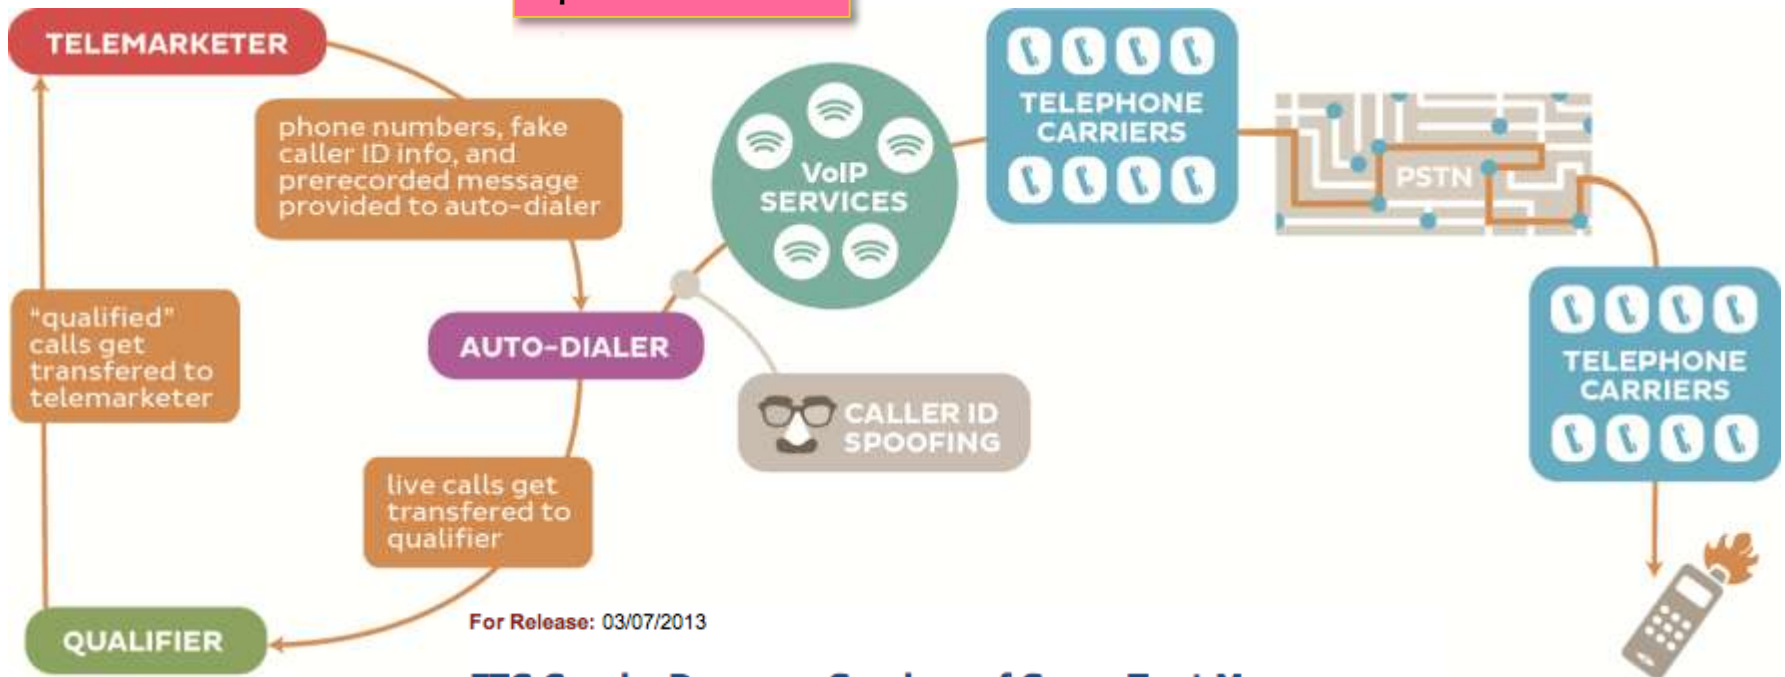 TELEMARKETER
phone numbers, fake
caller ID info, and
prerecorded message
provided to auto-dialer
VoIP
SERVICES
TELEPHONE
CARRIERS
PSTN
"qualified"
calls get
transfered to
telemarketer
AUTO-DIALER
CALLER ID
SPOOFING
TELEPHONE
CARRIERS
live calls get
transfered to
qualifier
QUALIFIER
For Release: 03/07/2013